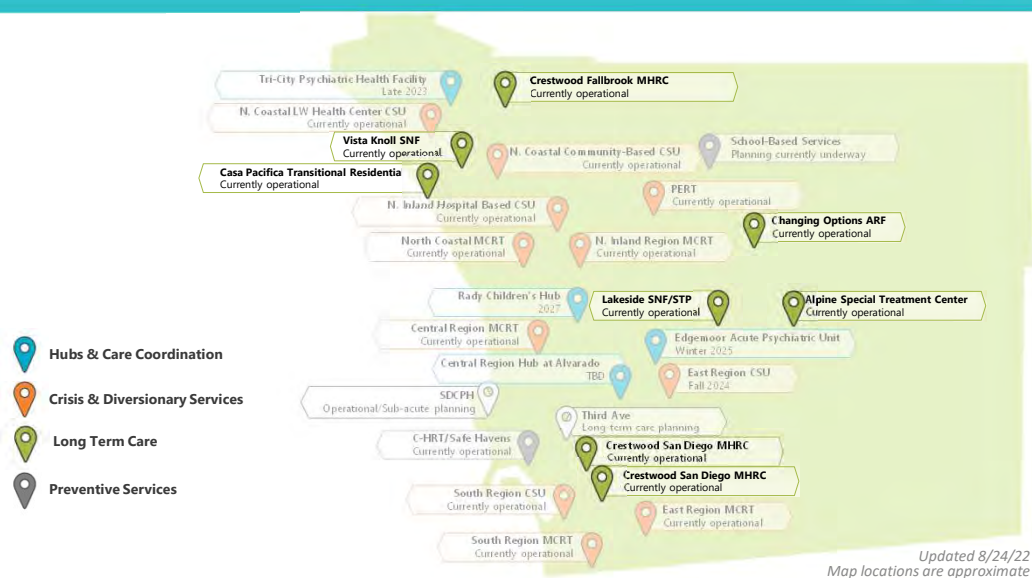 Tri-City Psychiatric Health Facility
Late 2023
Crestwood Fallbrook MHRC
Currently operational
N. Coastal LW Health Center CSU
Currently operational
Vista Knoll SNF
Currently operational
N. Coastal Community-Based CSU
Currently operational
School-Based Services
Planning currently underway
Casa Pacifica Transitional Residentia
Currently operational
PERT
Currently operational
N. Inland Hospital Based CSU
Currently operational
Changing Options ARF
Currently operational
North Coastal MCRT
Currently operational
N. Inland Region MCRT
Currently operational
Rady Children's Hub
2027
Lakeside SNF/STP
Currently operational
Alpine Special Treatment Center
Currently operational
Central Region MCRT
Currently operational
Edgemoor Acute Psychiatric Unit
Winter 2025
Hubs & Care Coordination
Central Region Hub at Alvarado
TBD
East Region CSU
Fall 2024
Crisis & Diversionary Services
SDCPH
Operational/Sub-acute planning
Third Ave
Long term care planning
Long Term Care
C-HRT/Safe Havens
Currently operational
Crestwood San Diego MHRC
Currently operational
Crestwood San Diego MHRC
Currently operational
Preventive Services
South Region CSU
Currently operational
East Region MCRT
Currently operational
South Region MCRT
Currently operational
Updated 8/24/22
Map locations are approximate